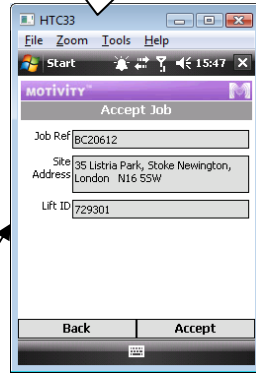 HTC33
File Zoom Tools Help
Start 15:47
MOTIVITY™ M
Accept Job
Job Ref BC20612
Site Address 35 Listria Park, Stoke Newington,
London N16 5SW
Lift ID 729301
Back Accept